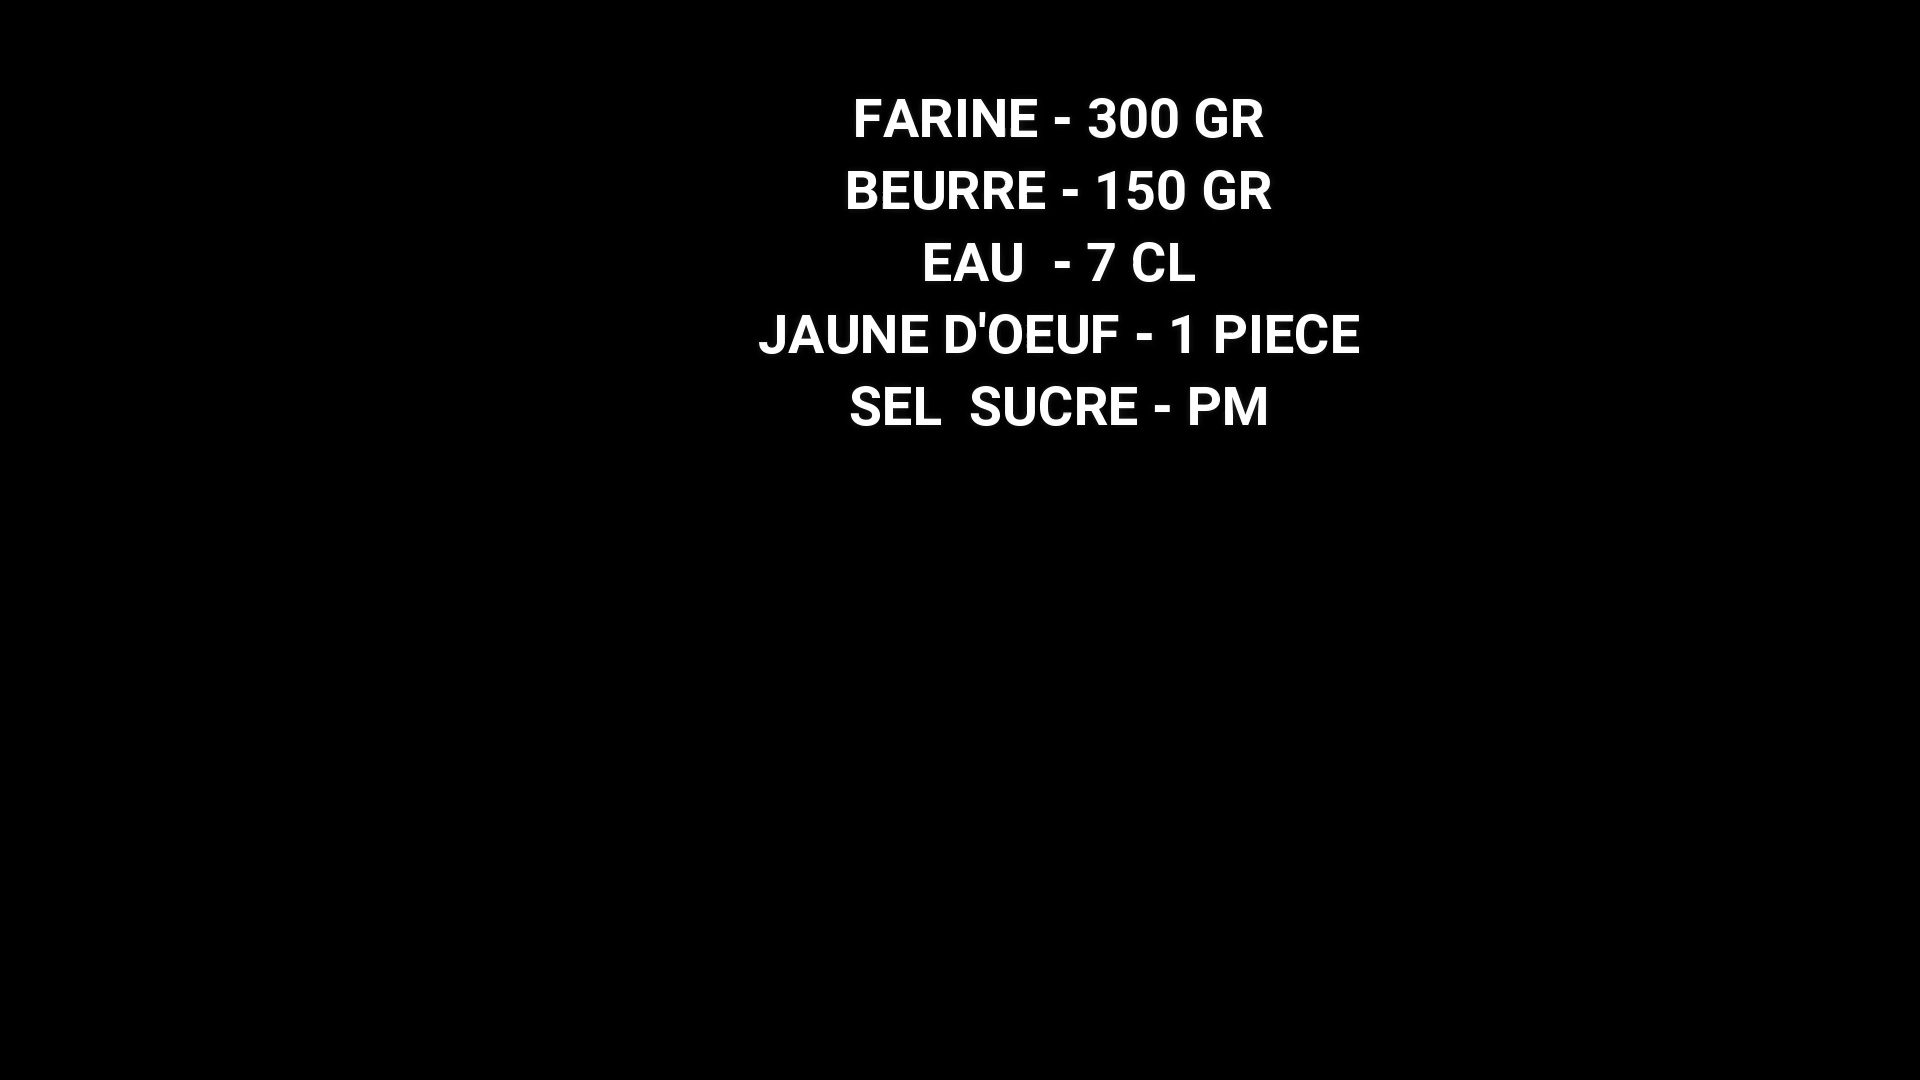 FARINE - 300 GR
BEURRE - 150 GR
EAU  - 7 CL
JAUNE D'OEUF - 1 PIECE
SEL  SUCRE - PM